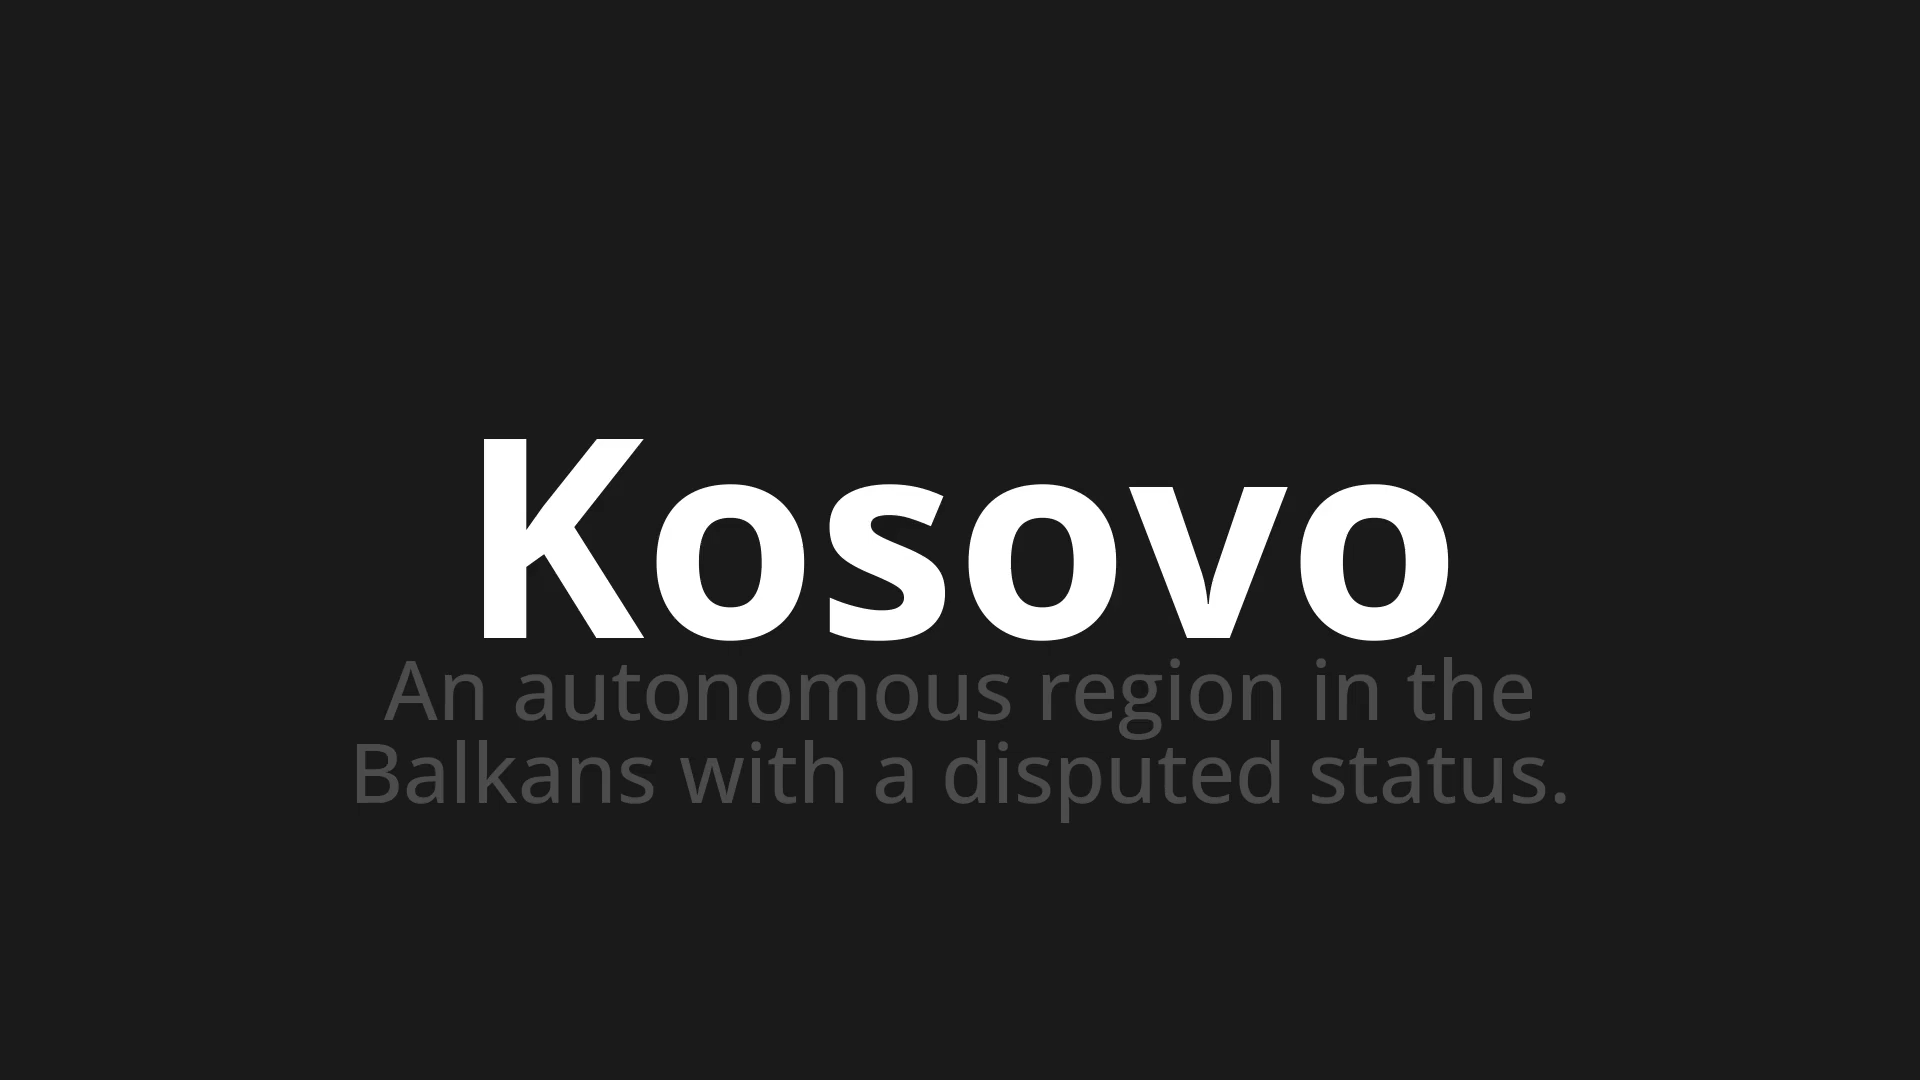 Kosovo
An autonomous region in the
Balkans with a disputed status.